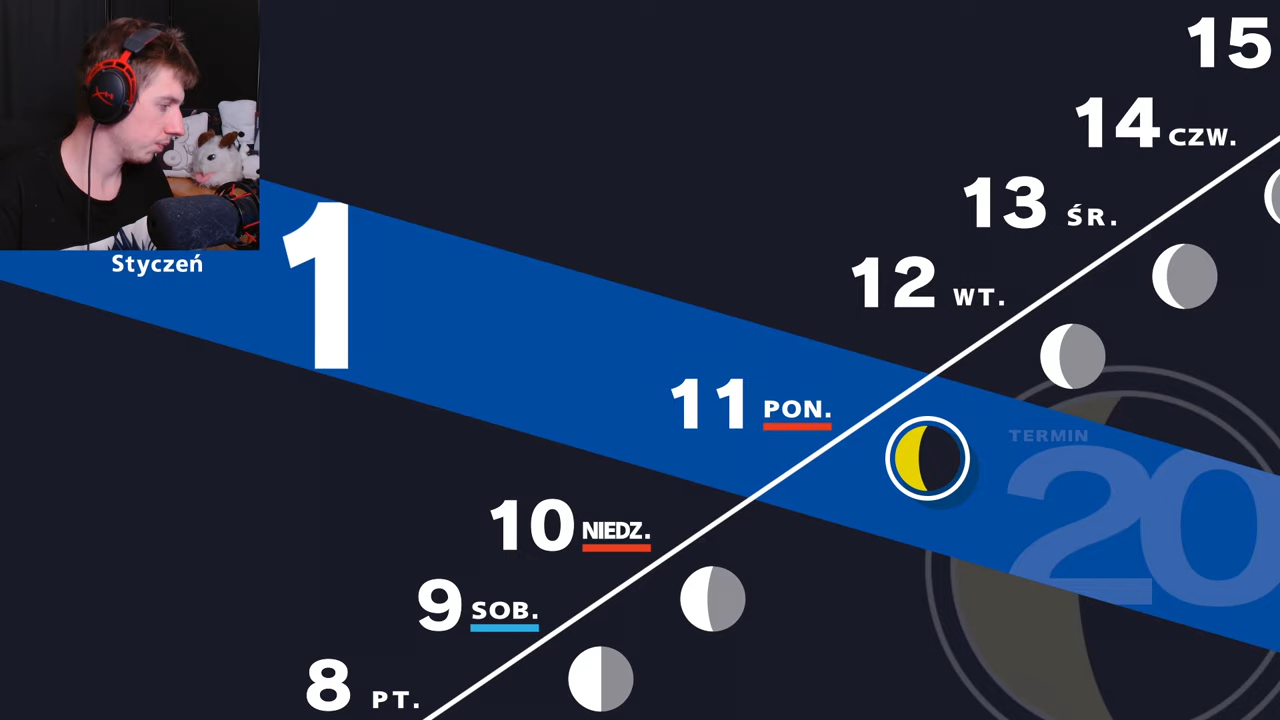 15
14 CZW.
13 ŚR.
12 WT.
Styczeń
1
11 PON.
TERMIN
20
10 NIEDZ.
9 SOB.
8 PT.